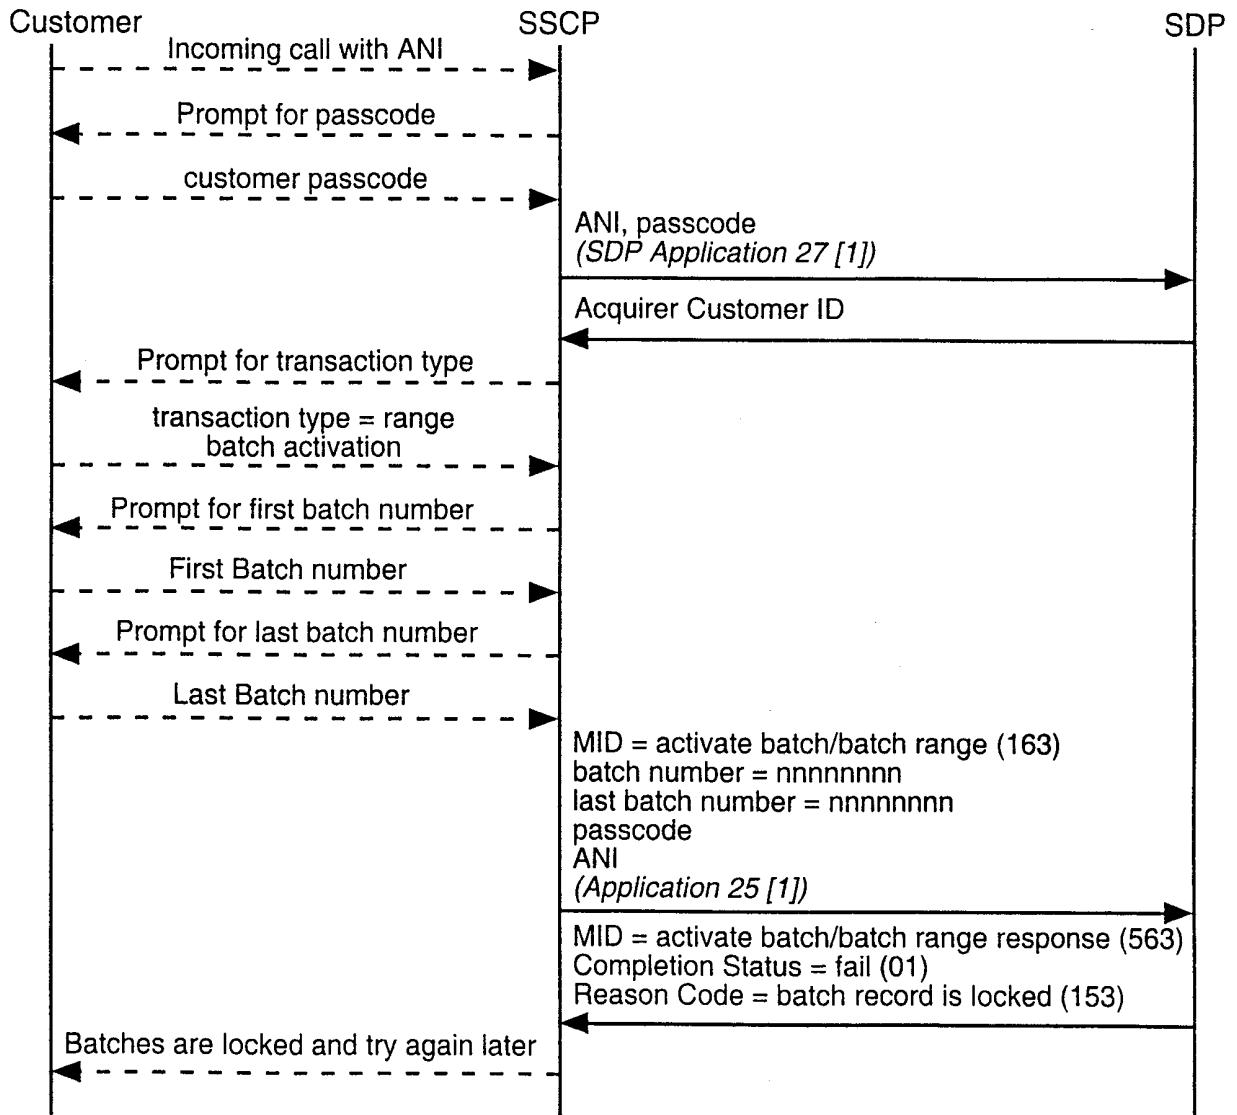 Customer
SSCP
SDP
Incoming call with ANI
Prompt for passcode
customer passcode
ANI, passcode
(SDP Application 27 [1])
Acquirer Customer ID
Prompt for transaction type
transaction type = range
batch activation
Prompt for first batch number
First Batch number
Prompt for last batch number
Last Batch number
MID = activate batch/batch range (163)
batch number = nnnnnnnn
last batch number = nnnnnnnn
passcode
ANI
(Application 25 [1])
MID = activate batch/batch range response (563)
Completion Status = fail (01)
Reason Code = batch record is locked (153)
Batches are locked and try again later